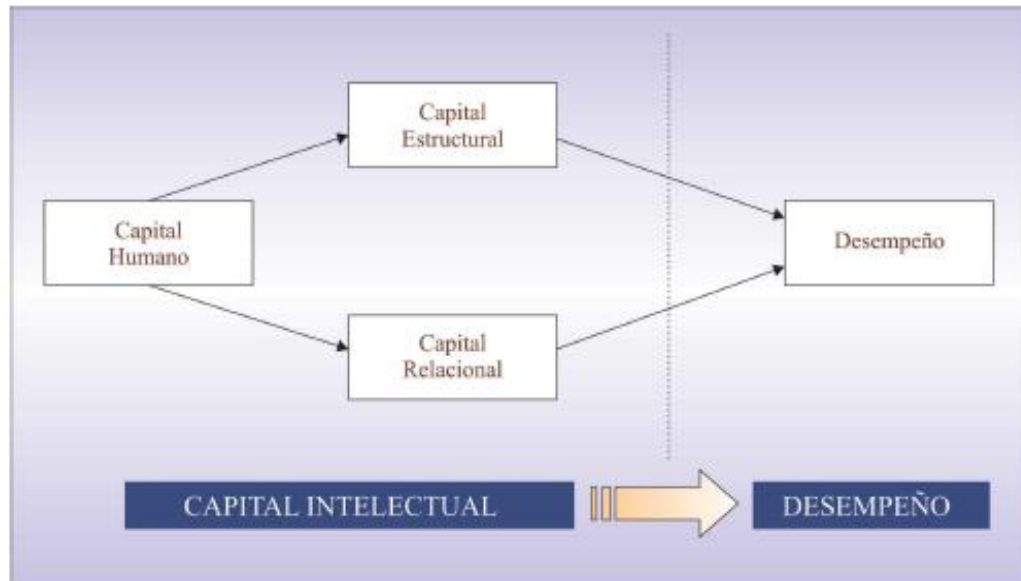 Capital
Estructural
Capital
Humano
Desempeño
Capital
Relacional
CAPITAL INTELECTUAL
DESEMPEÑO